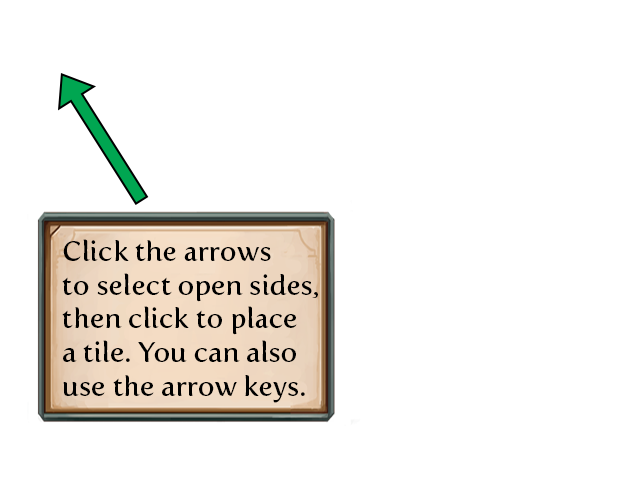 Click the arrows
to select open sides,
then click to place
a tile. You can also
use the arrow keys.